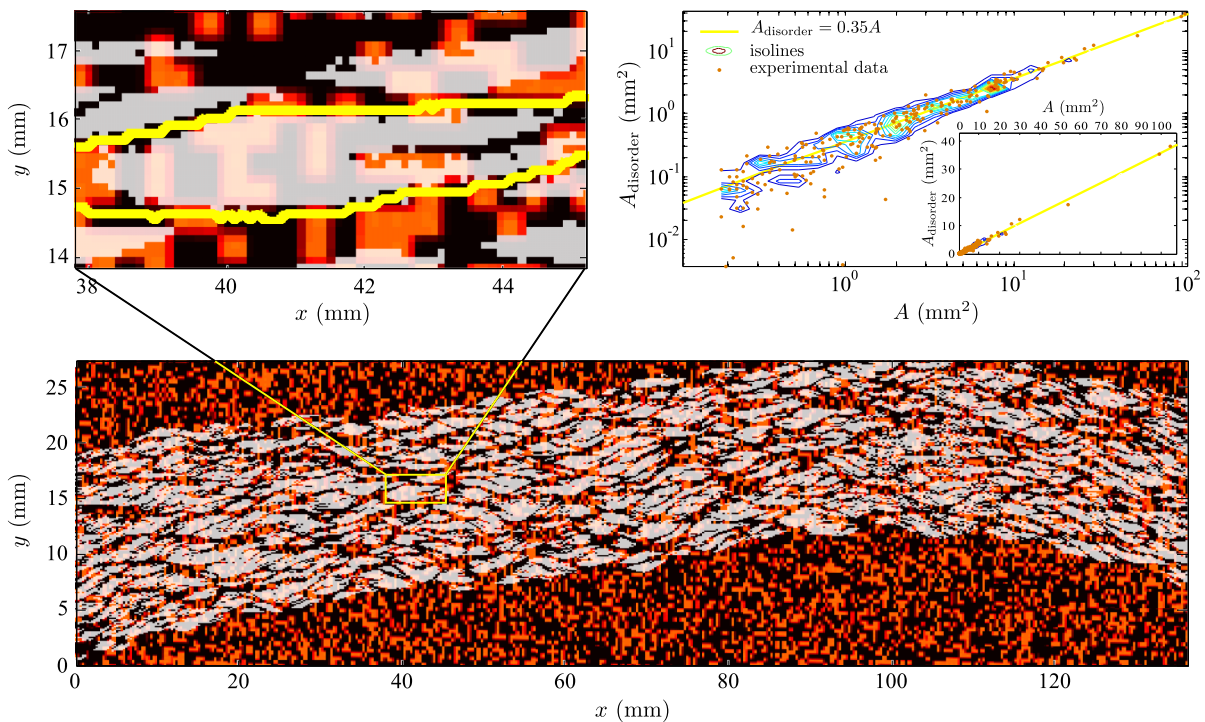 17
16
15
14
y (mm)
38
40
42
44
x (mm)
A_disorder = 0.35A
isolines
experimental data
10^1
10^0
10^-1
10^-2
A_disorder (mm^2)
10^0
10^1
10^2
A (mm^2)
A (mm^2)
0 10 20 30 40 50 60 70 80 90 100
40
30
20
10
0
A_disorder (mm^2)
25
20
15
10
5
0
y (mm)
0
20
40
60
80
100
120
x (mm)